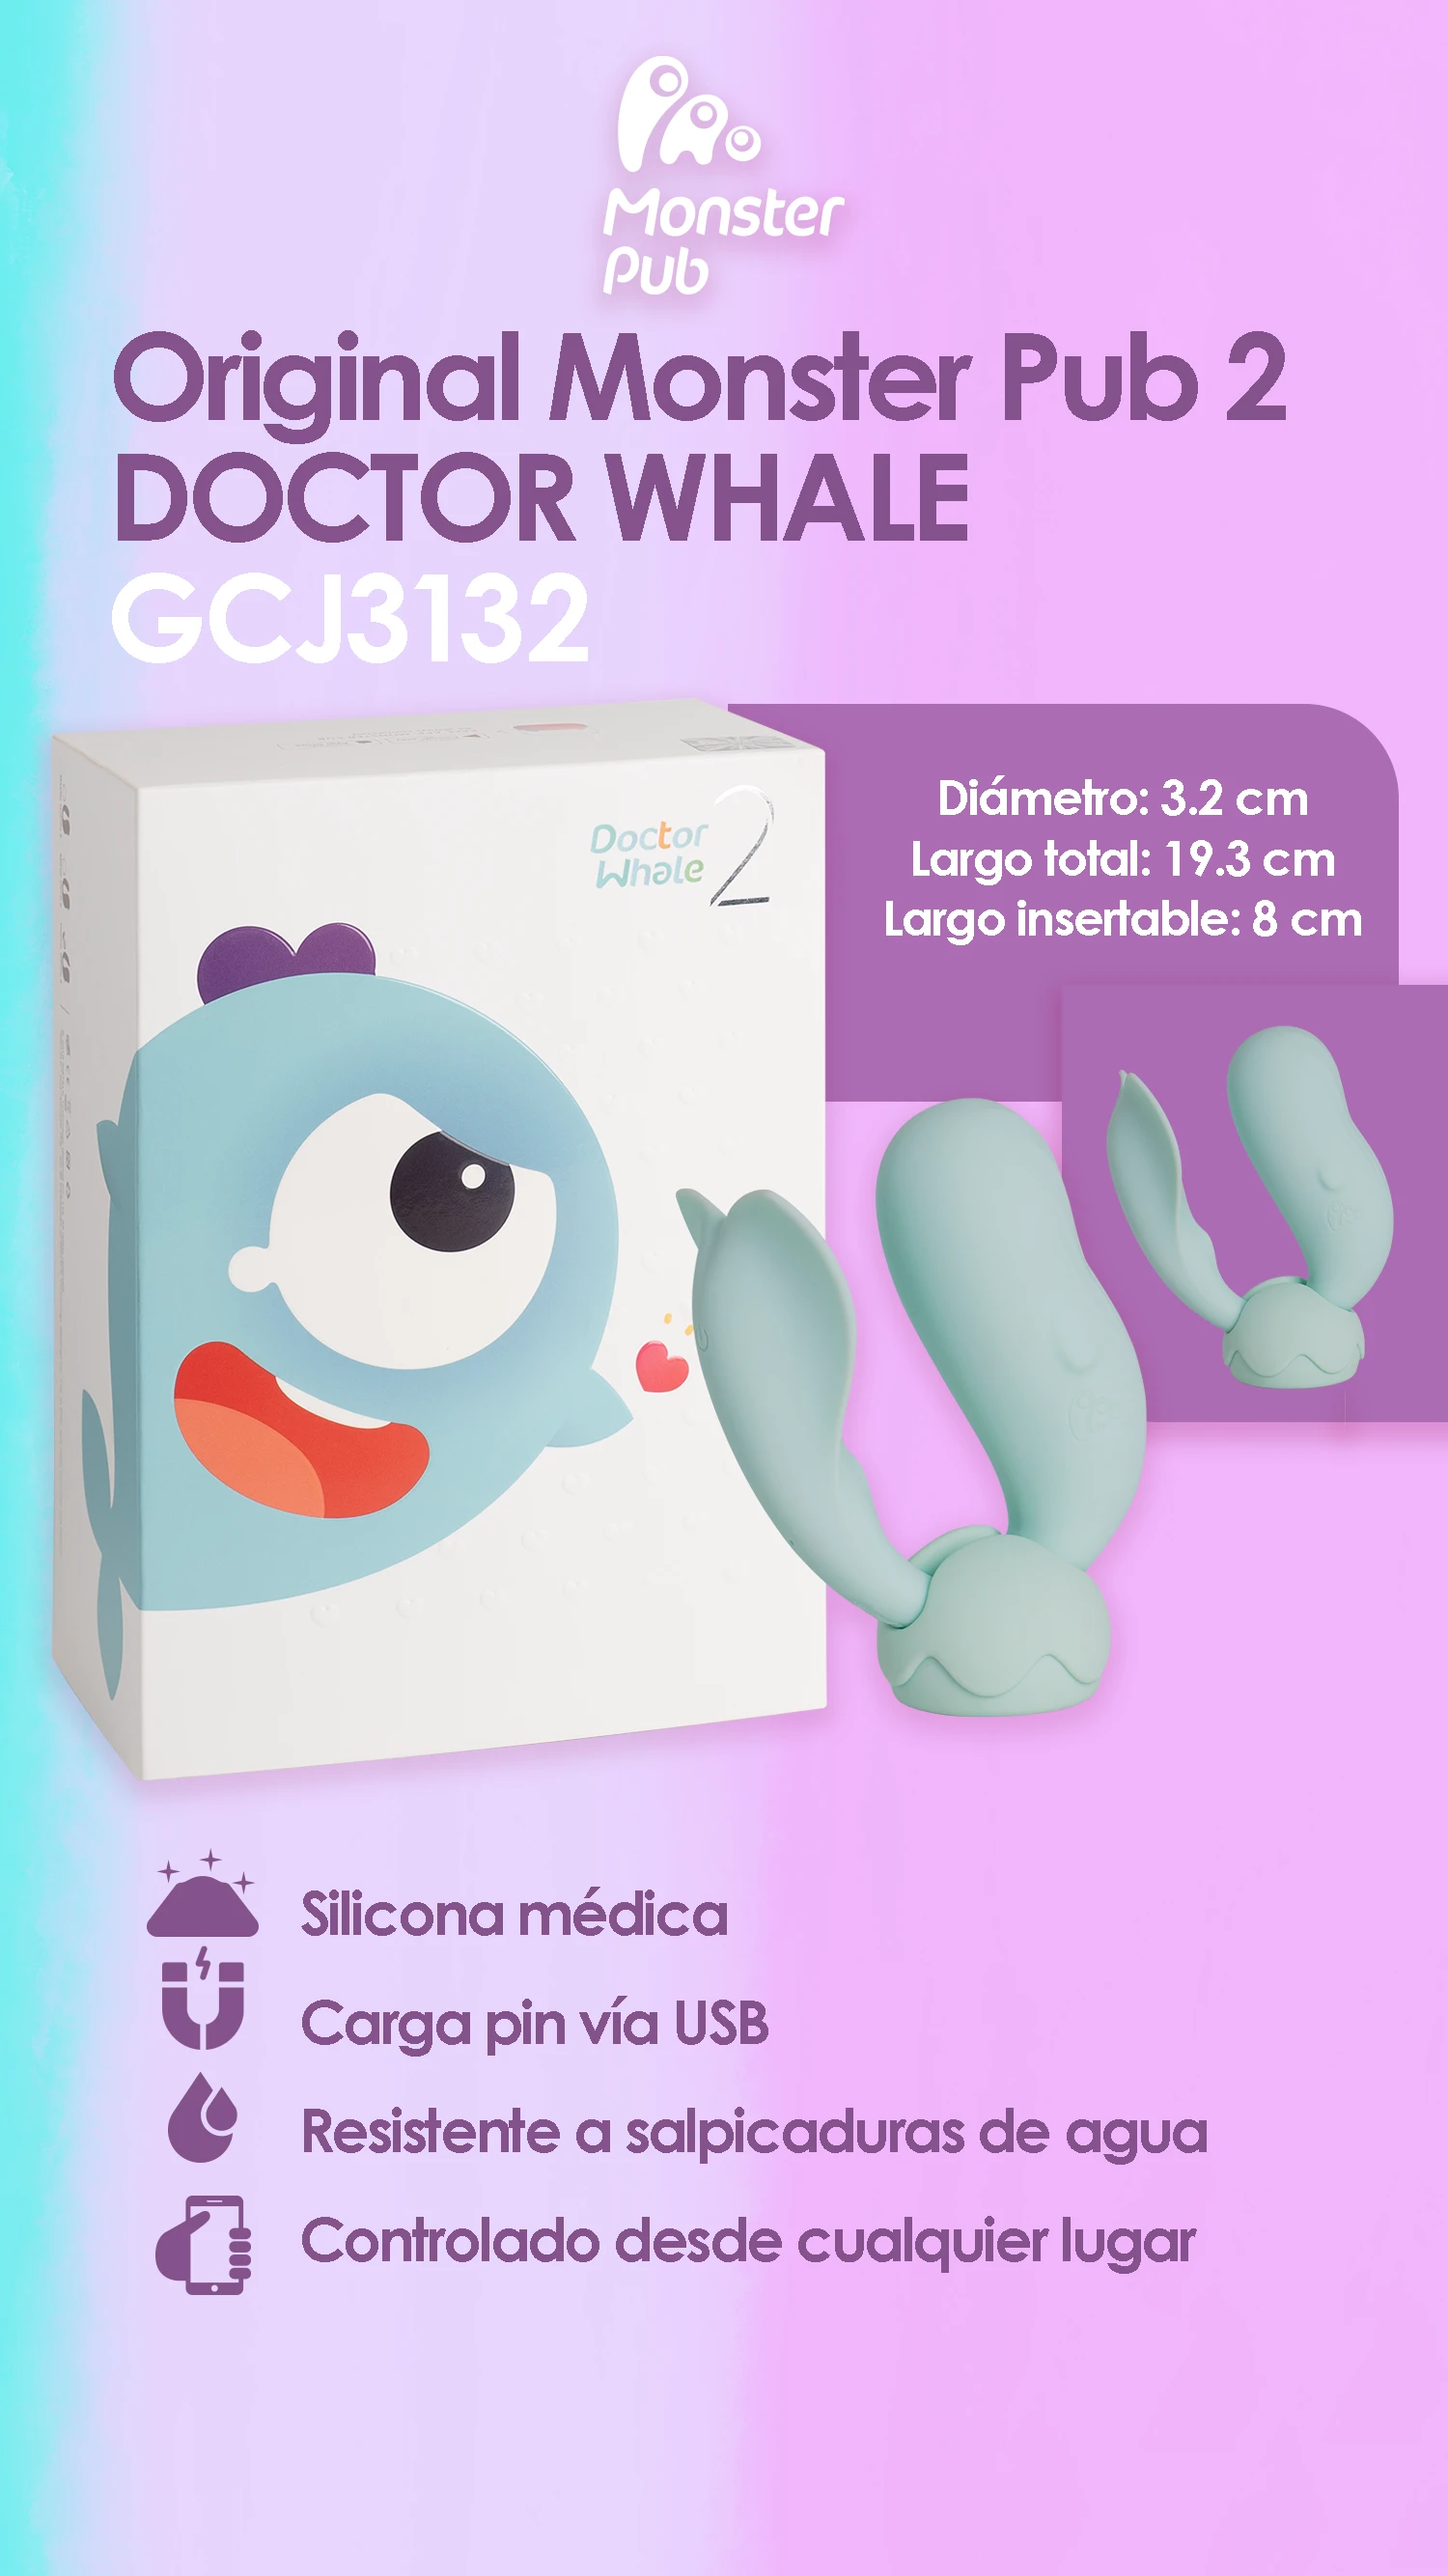 Monster
Pub
Original Monster Pub 2
DOCTOR WHALE
GCJ3132
Doctor
Whale 2
Diámetro: 3.2 cm
Largo total: 19.3 cm
Largo insertable: 8 cm
Silicona médica
Carga pin vía USB
Resistente a salpicaduras de agua
Controlado desde cualquier lugar